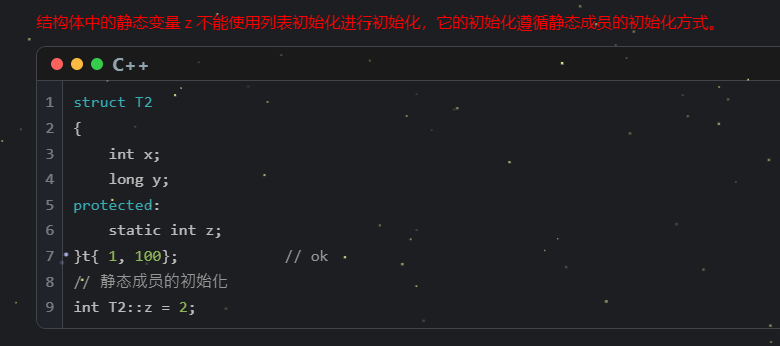 结构体中的静态变量 z 不能使用列表初始化进行初始化，它的初始化遵循静态成员的初始化方式。
C++
1 struct T2
2 {
3     int x;
4     long y;
5 protected:
6     static int z;
7 }t{ 1, 100};            // ok
8 // 静态成员的初始化
9 int T2::z = 2;